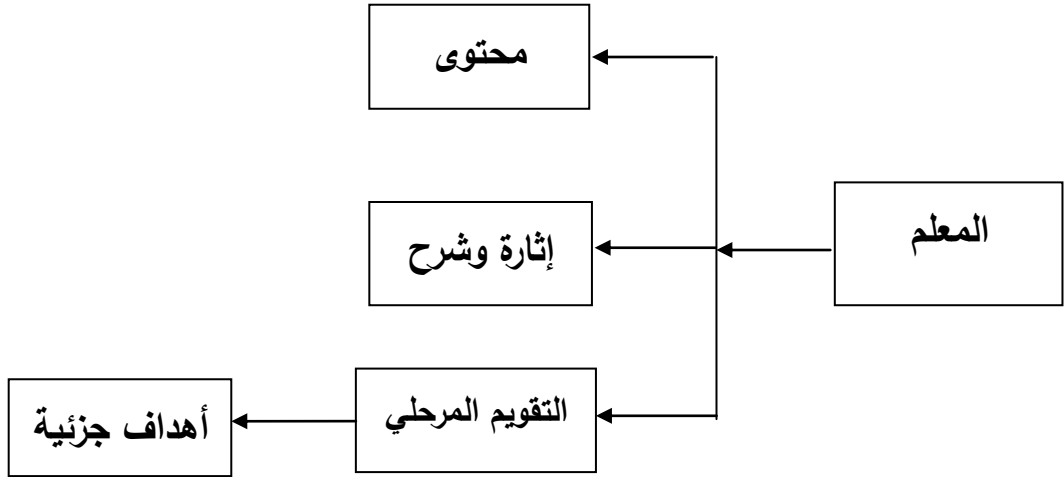 محتوى
المعلم
إثارة وشرح
التقويم المرحلي
أهداف جزئية